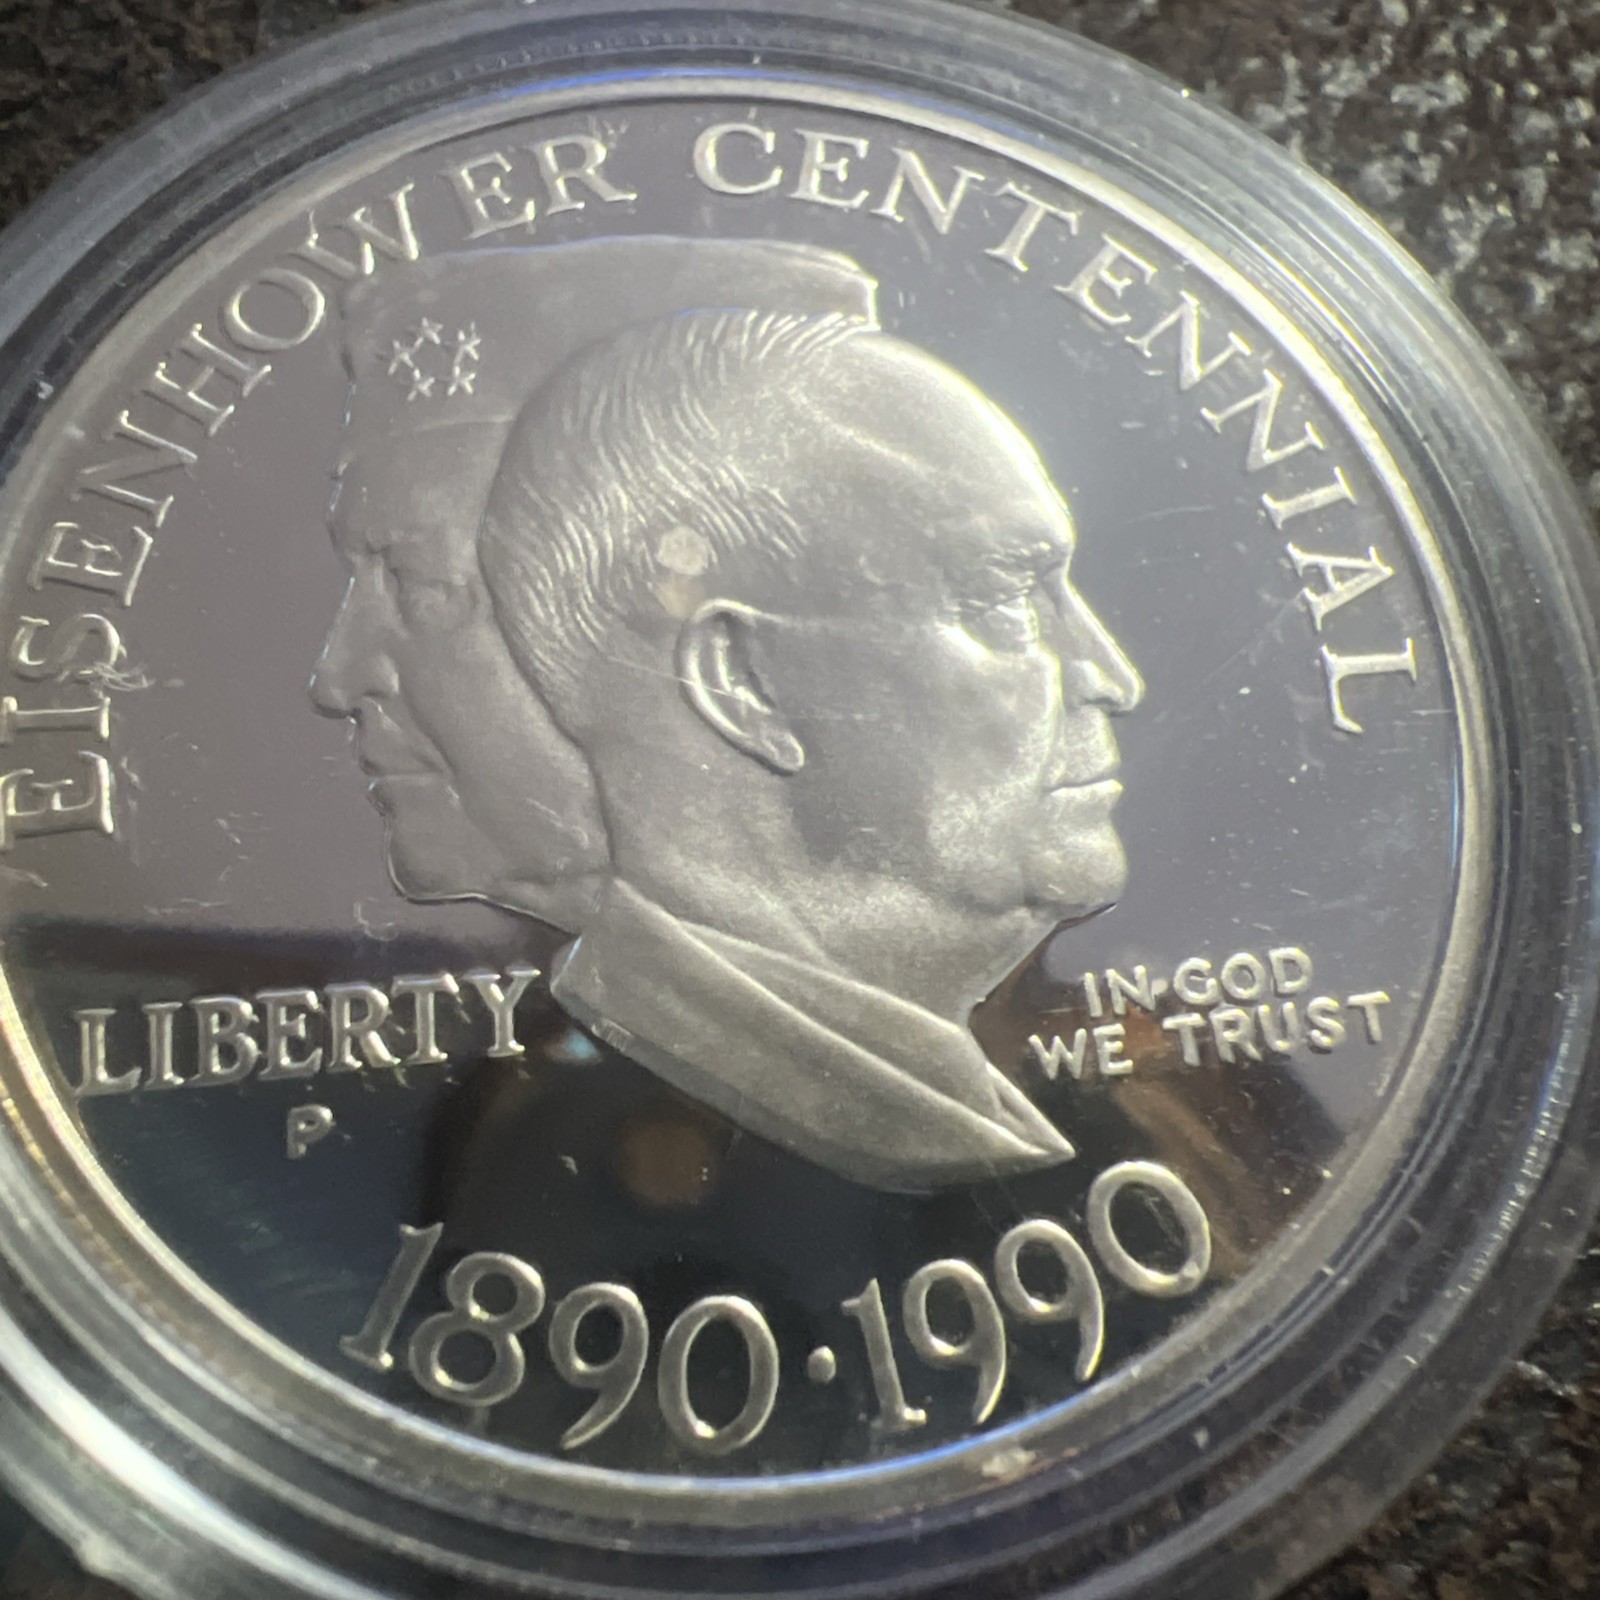 EISENHOWER CENTENNIAL
LIBERTY
IN·GOD
WE TRUST
P
1890·1990